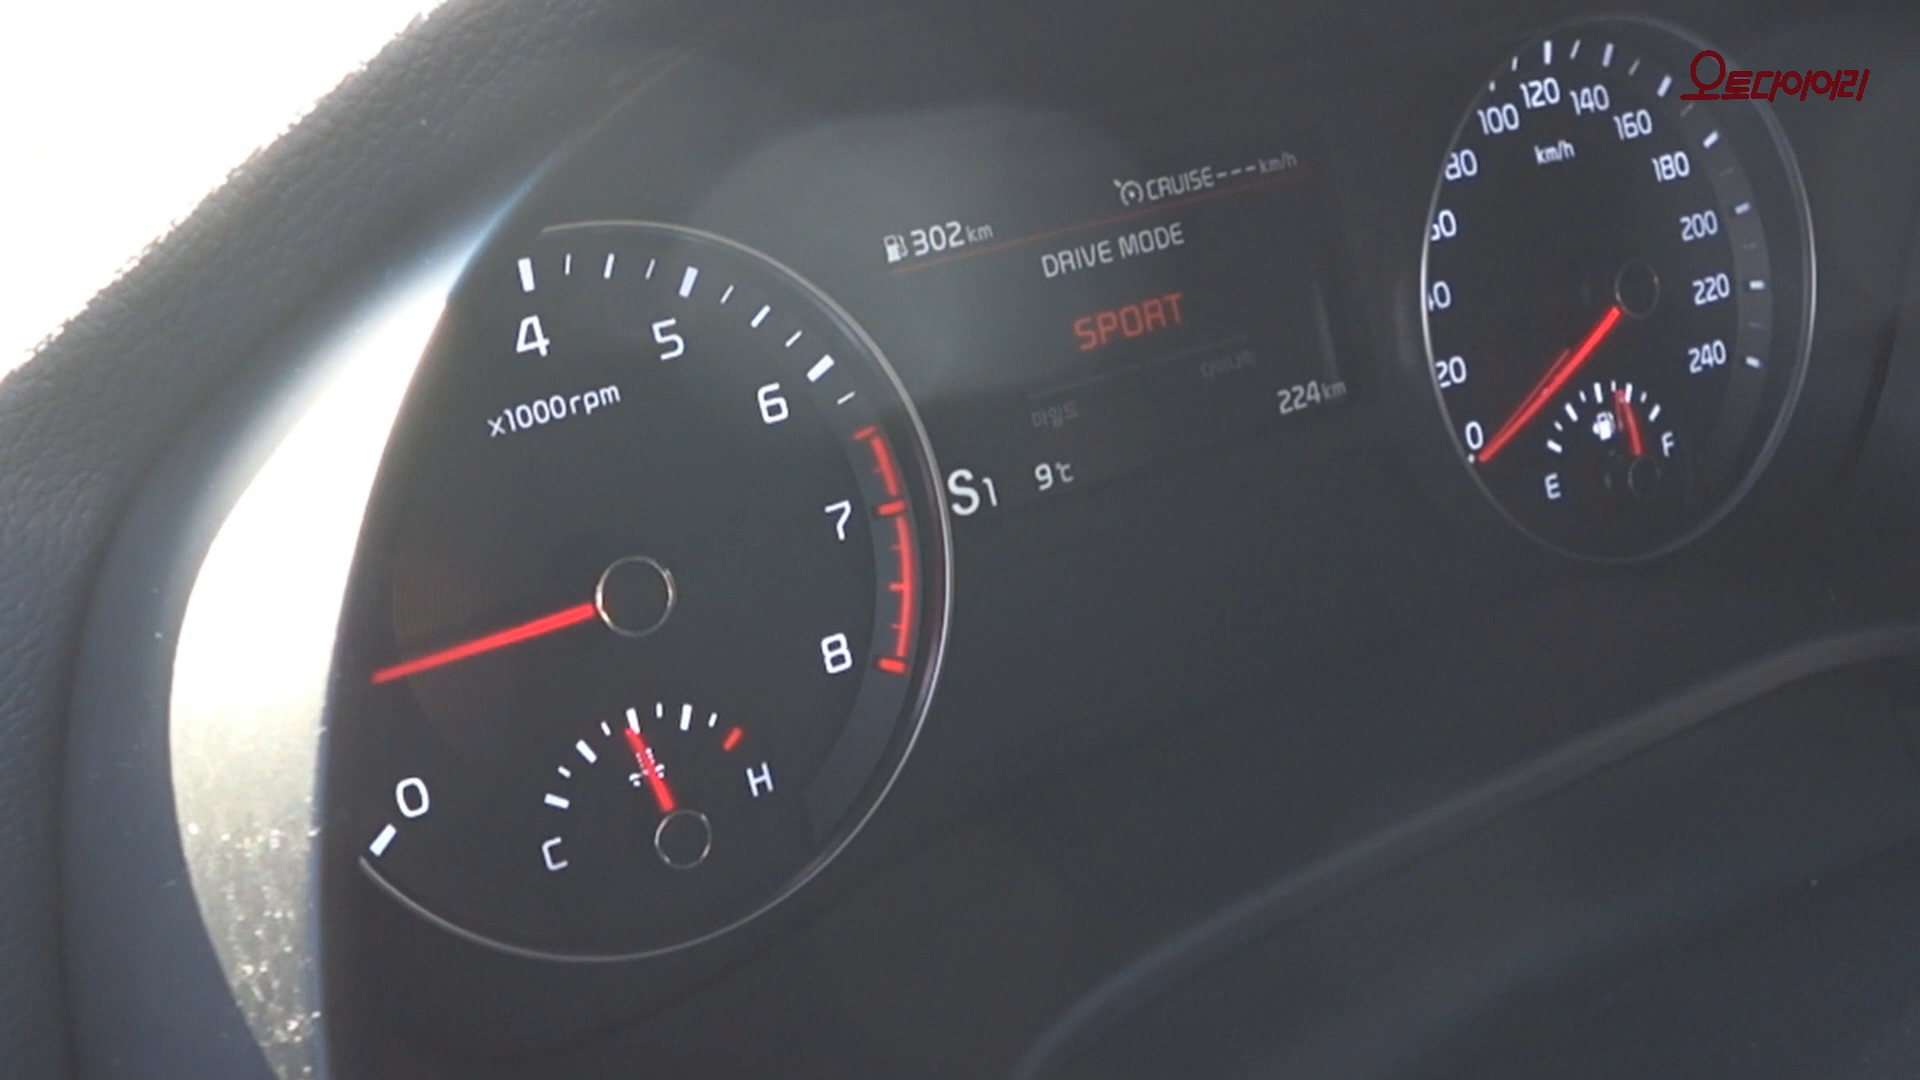 오토다이어리
4 5 6 7 8 0
x1000rpm
C H
302km
CRUISE---km/h
DRIVE MODE
SPORT
224km
S1 9℃
0 20 80 100 120 140 160 180 200 220 240
km/h
E F